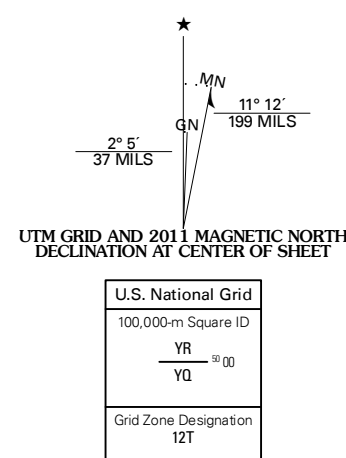 ★
MN
11° 12´
199 MILS
GN
2° 5´
37 MILS
UTM GRID AND 2011 MAGNETIC NORTH
DECLINATION AT CENTER OF SHEET
U.S. National Grid
100,000-m Square ID
YR
50 00
YQ
Grid Zone Designation
12T